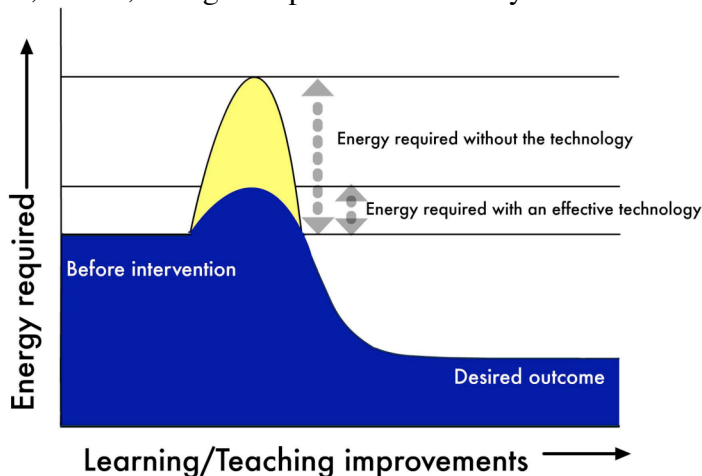 Energy required
Energy required without the technology
Energy required with an effective technology
Before intervention
Desired outcome
Learning/Teaching improvements